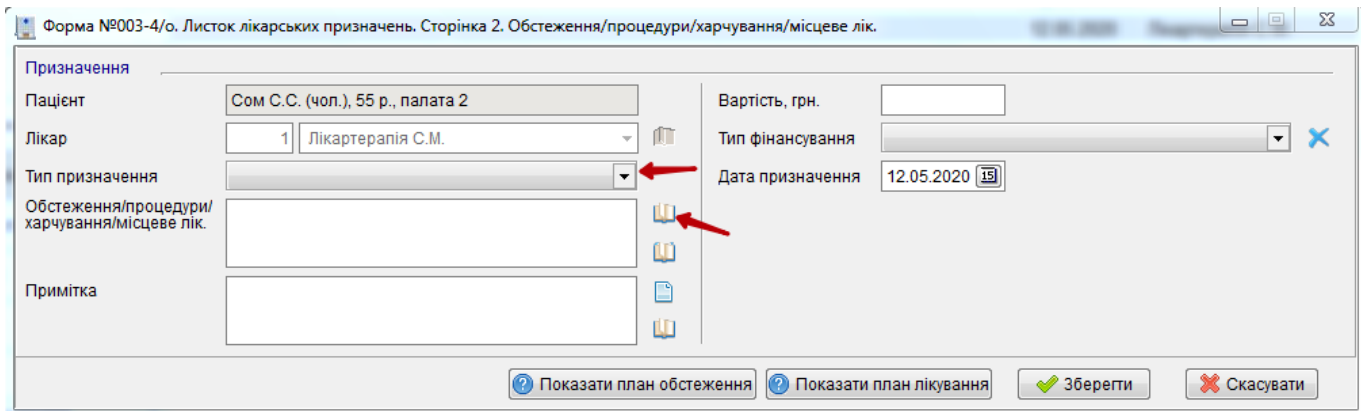 Форма №003-4/о. Листок лікарських призначень. Сторінка 2. Обстеження/процедури/харчування/місцеве лік.
Призначення
Пацієнт Сом С.С. (чол.), 55 р., палата 2 Вартість, грн.
Лікар 1 Лікартерапія С.М. Тип фінансування
Тип призначення Дата призначення 12.05.2020 15
Обстеження/процедури/
харчування/місцеве лік.
Примітка
Показати план обстеження Показати план лікування Зберегти Скасувати